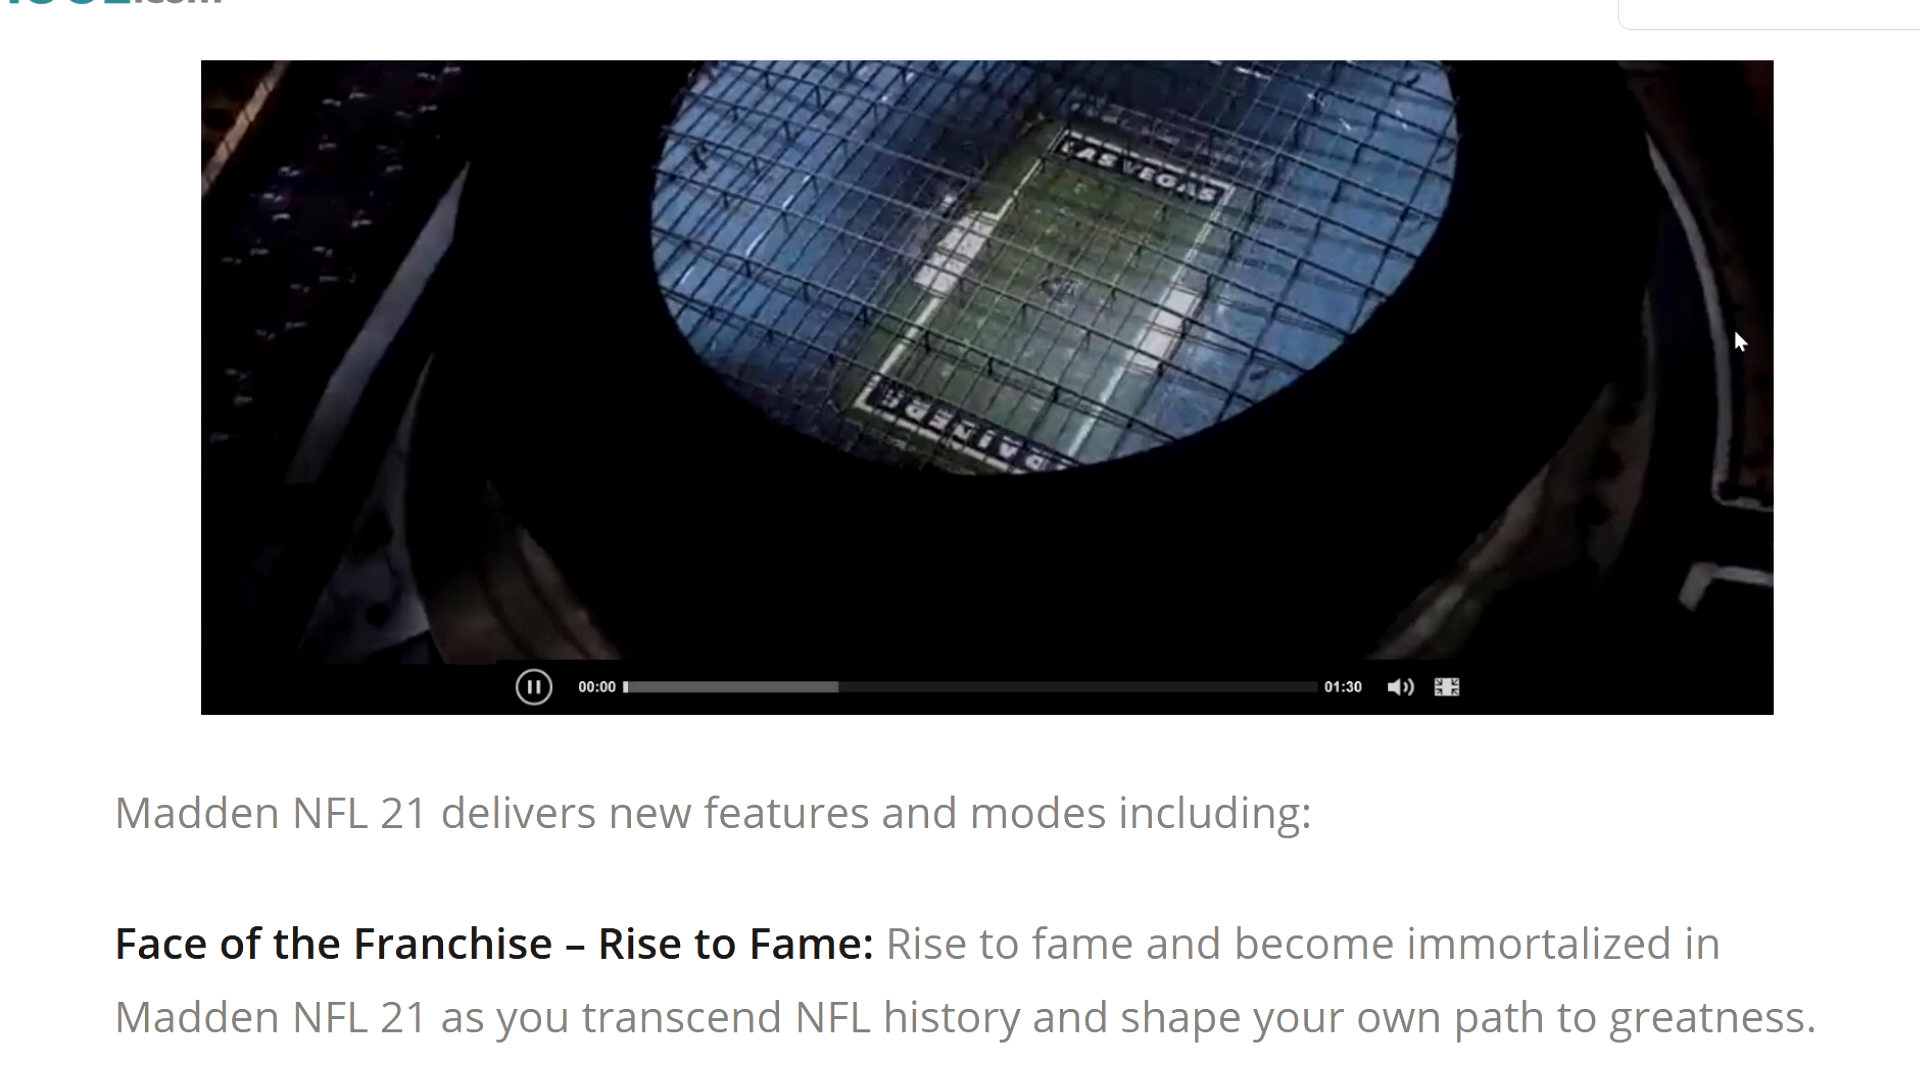 .com
LAS VEGAS
RAIDERS
00:00
01:30
Madden NFL 21 delivers new features and modes including:
Face of the Franchise – Rise to Fame: Rise to fame and become immortalized in
Madden NFL 21 as you transcend NFL history and shape your own path to greatness.